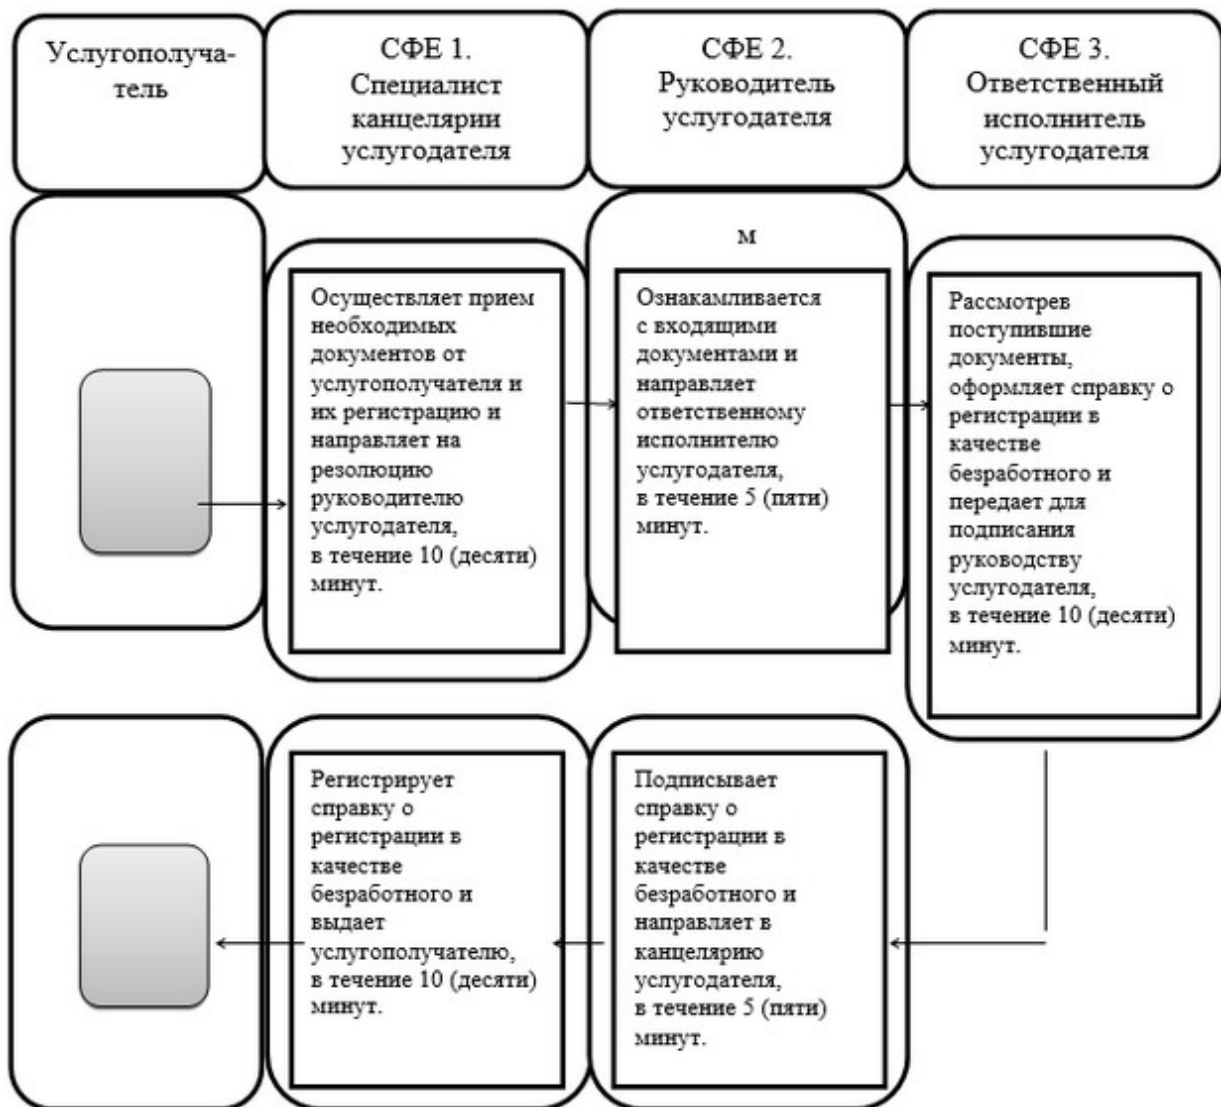 Услугополуча-
тель
СФЕ 1.
Специалист
канцелярии
услугодателя
СФЕ 2.
Руководитель
услугодателя
СФЕ 3.
Ответственный
исполнитель
услугодателя
м
Осуществляет прием
необходимых
документов от
услугополучателя и
их регистрацию и
направляет на
резолюцию
руководителю
услугодателя,
в течение 10 (десяти)
минут.
Ознакамливается
с входящими
документами и
направляет
ответственному
исполнителю
услугодателя,
в течение 5 (пяти)
минут.
Рассмотрев
поступившие
документы,
оформляет справку о
регистрации в
качестве
безработного и
передает для
подписания
руководству
услугодателя,
в течение 10 (десяти)
минут.
Регистрирует
справку о
регистрации в
качестве
безработного и
выдает
услугополучателю,
в течение 10 (десяти)
минут.
Подписывает
справку о
регистрации в
качестве
безработного и
направляет в
канцелярию
услугодателя,
в течение 5 (пяти)
минут.